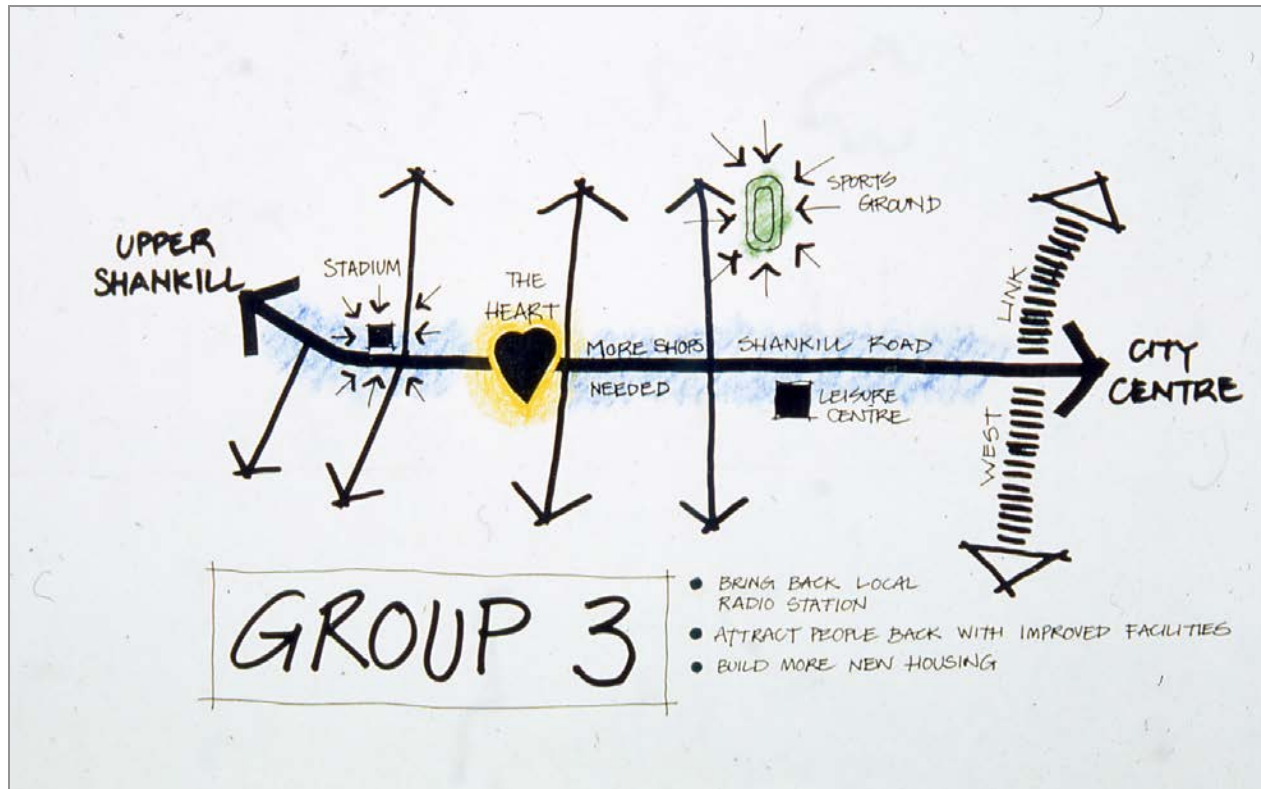 UPPER
SHANKILL
STADIUM
THE
HEART
MORE SHOPS
NEEDED
SHANKILL ROAD
SPORTS
GROUND
LEISURE
CENTRE
LINK
WEST
CITY
CENTRE
GROUP 3
• BRING BACK LOCAL
RADIO STATION
• ATTRACT PEOPLE BACK WITH IMPROVED FACILITIES
• BUILD MORE NEW HOUSING